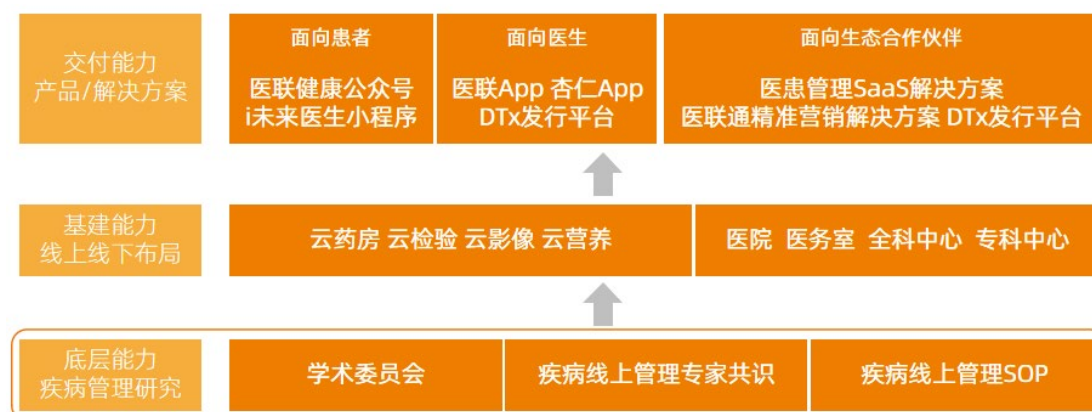 交付能力
产品/解决方案
面向患者
医联健康公众号
i未来医生小程序
面向医生
医联App 杏仁App
DTx发行平台
面向生态合作伙伴
医患管理SaaS解决方案
医联通精准营销解决方案 DTx发行平台
基建能力
线上线下布局
云药房 云检验 云影像 云营养
医院 医务室 全科中心 专科中心
底层能力
疾病管理研究
学术委员会
疾病线上管理专家共识
疾病线上管理SOP